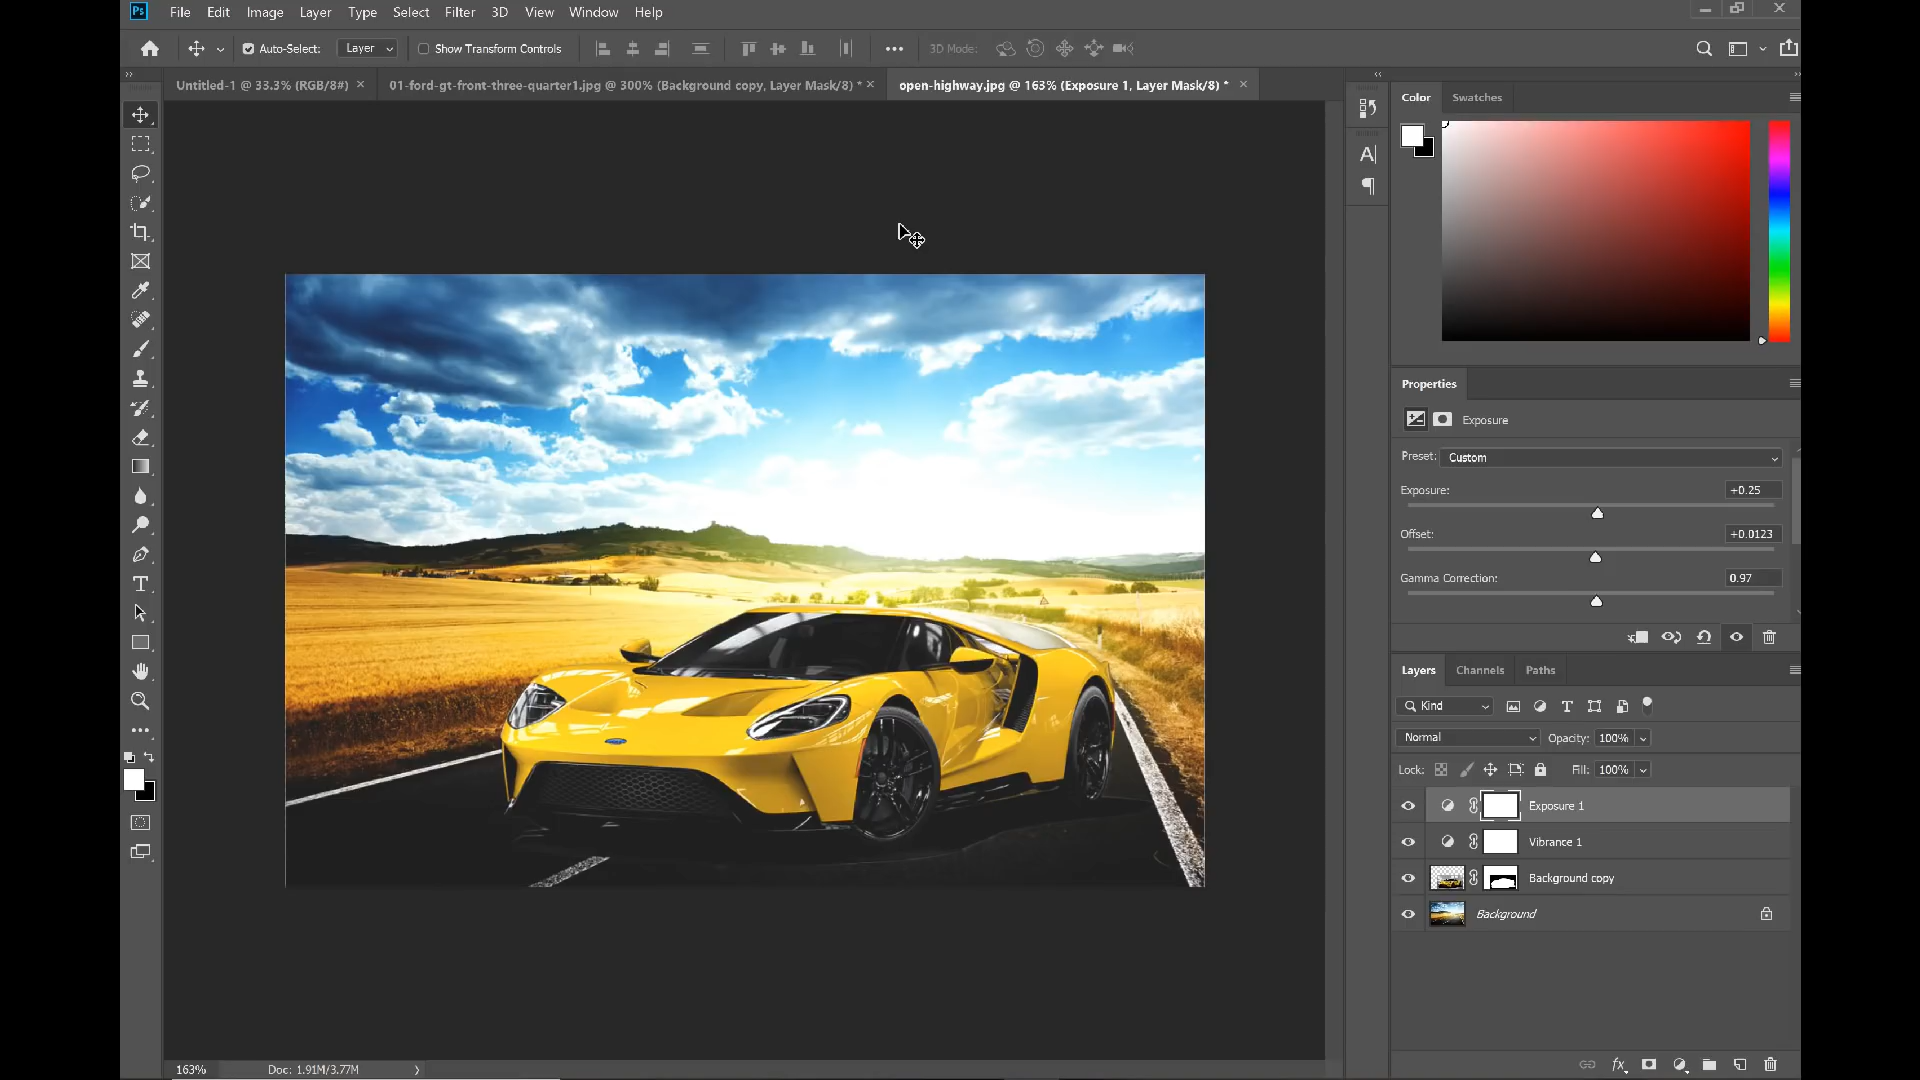 Ps File Edit Image Layer Type Select Filter 3D View Window Help
Auto-Select: Layer Show Transform Controls 3D Mode:
Untitled-1 @ 33.3% (RGB/8#) × 01-ford-gt-front-three-quarter1.jpg @ 300% (Background copy, Layer Mask/8) * × open-highway.jpg @ 163% (Exposure 1, Layer Mask/8) * ×
Color Swatches
Properties
Exposure
Preset: Custom
Exposure: +0.25
Offset: +0.0123
Gamma Correction: 0.97
Layers Channels Paths
Kind
Normal Opacity: 100%
Lock: Fill: 100%
Exposure 1
Vibrance 1
Background copy
Background
163% Doc: 1.91M/3.77M